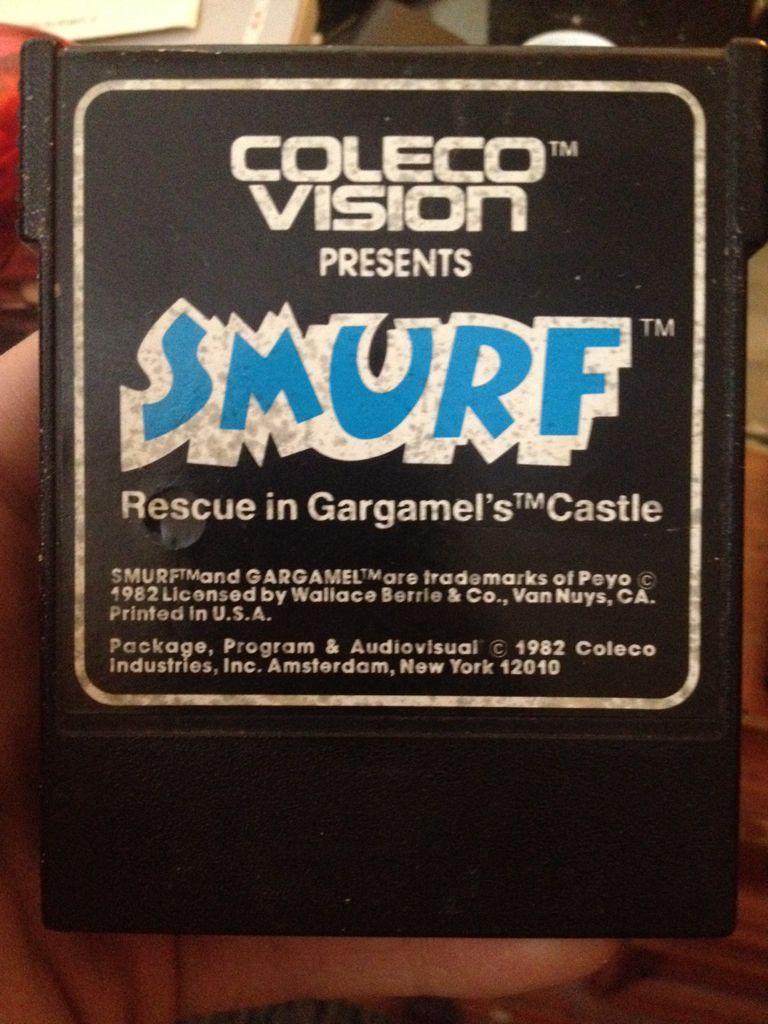 COLECO™
VISION
PRESENTS
SMURF™
Rescue in Gargamel's™Castle
SMURF™and GARGAMEL™are trademarks of Peyo ©
1982 Licensed by Wallace Berrie & Co., Van Nuys, CA.
Printed in U.S.A.
Package, Program & Audiovisual © 1982 Coleco
Industries, Inc. Amsterdam, New York 12010